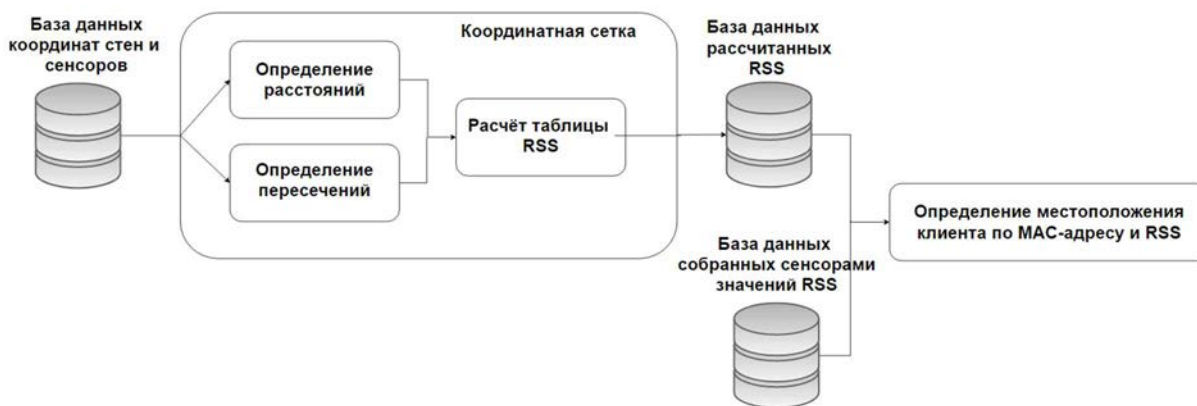 База данных
координат стен и
сенсоров
Координатная сетка
Определение
расстояний
Определение
пересечений
Расчёт таблицы
RSS
База данных
рассчитанных
RSS
База данных
собранных сенсорами
значений RSS
Определение местоположения
клиента по MAC-адресу и RSS